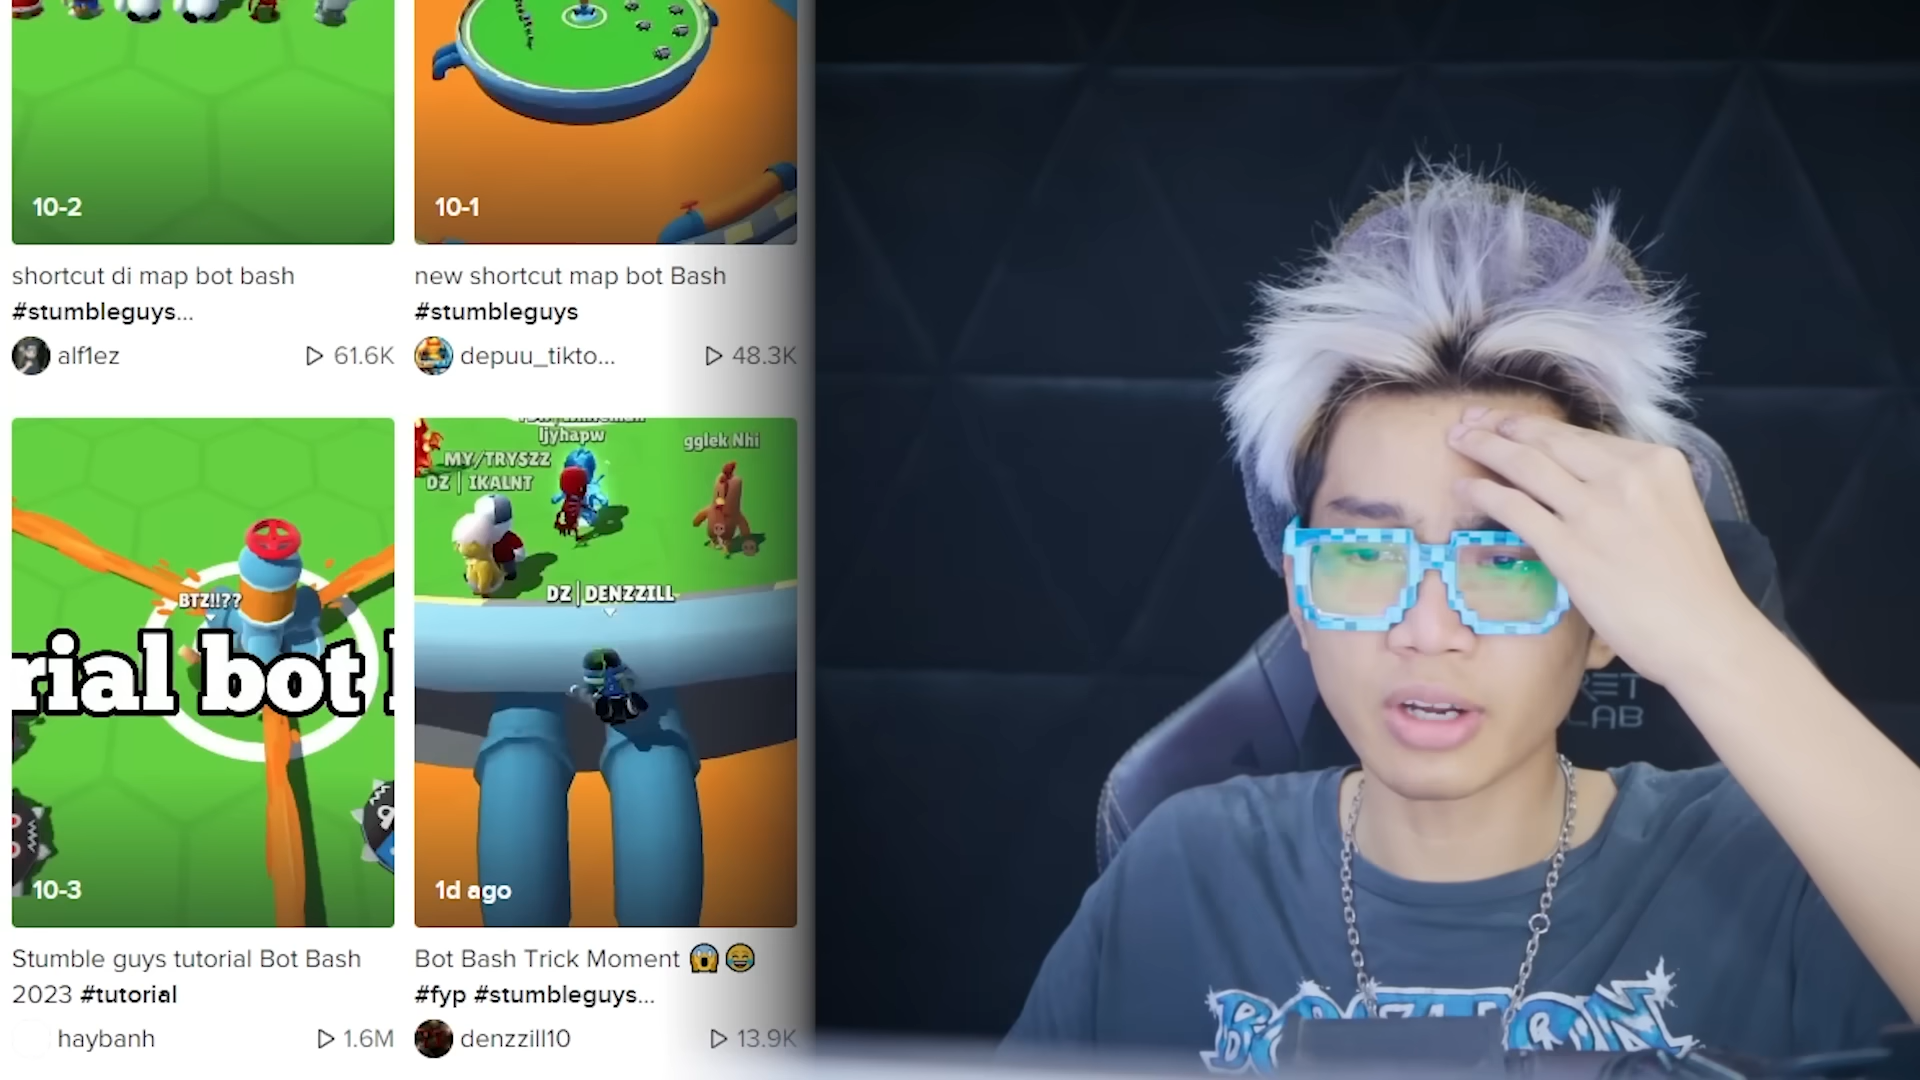 10-2
shortcut di map bot bash
#stumbleguys...
alf1ez
61.6K
10-1
new shortcut map bot Bash
#stumbleguys
depuu_tikto...
48.3K
BTZ!!??
rial bot
10-3
Stumble guys tutorial Bot Bash
2023 #tutorial
haybanh
1.6M
ljyhapw
gglek Nhi
MY/TRYSZZ
DZ | IKALNT
DZ | DENZZILL
1d ago
Bot Bash Trick Moment 😱 😂
#fyp #stumbleguys...
denzzill10
13.9K
RET
LAB